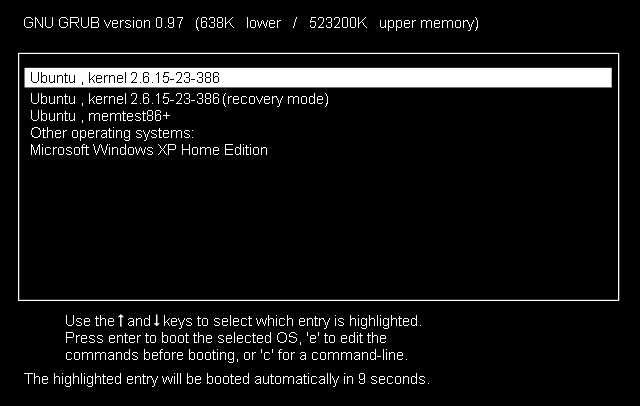 GNU GRUB version 0.97 (638K lower / 523200K upper memory)
Ubuntu , kernel 2.6.15-23-386
Ubuntu , kernel 2.6.15-23-386 (recovery mode)
Ubuntu , memtest86+
Other operating systems:
Microsoft Windows XP Home Edition
Use the ↑ and ↓ keys to select which entry is highlighted.
Press enter to boot the selected OS, 'e' to edit the
commands before booting, or 'c' for a command-line.
The highlighted entry will be booted automatically in 9 seconds.